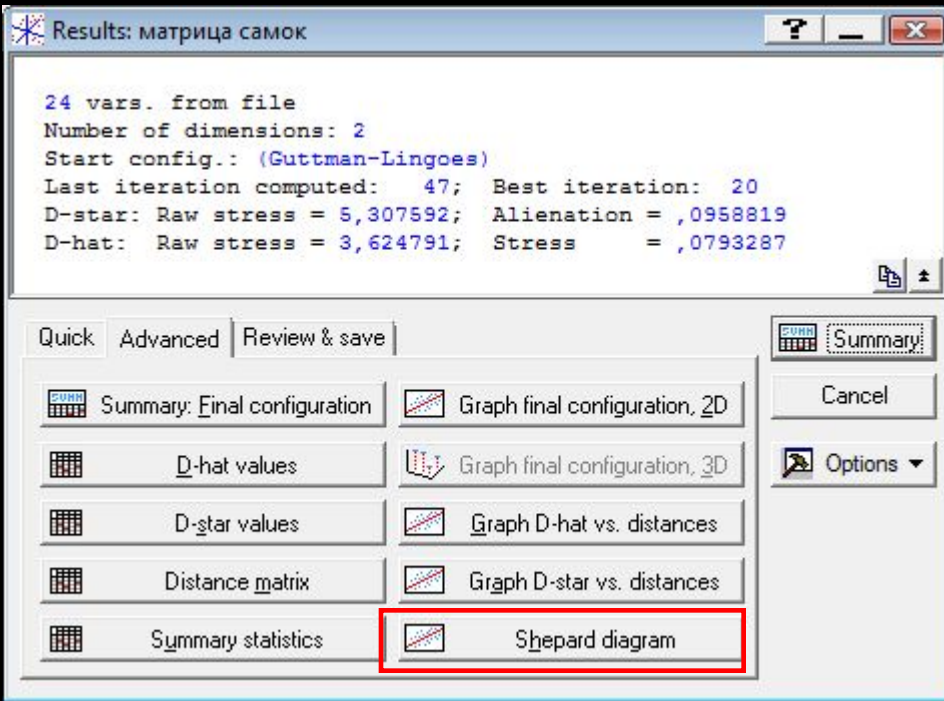 Results: матрица самок
24 vars. from file
Number of dimensions: 2
Start config.: (Guttman-Lingoes)
Last iteration computed: 47; Best iteration: 20
D-star: Raw stress = 5,307592; Alienation = ,0958819
D-hat: Raw stress = 3,624791; Stress = ,0793287
Quick Advanced Review & save
Summary
Cancel
Options
Summary: Final configuration
Graph final configuration, 2D
D-hat values
Graph final configuration, 3D
D-star values
Graph D-hat vs. distances
Distance matrix
Graph D-star vs. distances
Summary statistics
Shepard diagram